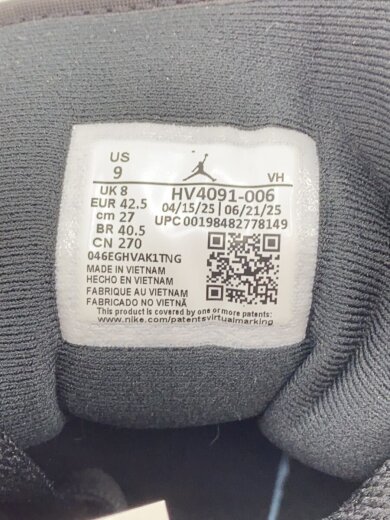 US
9
VH
UK 8
EUR 42.5
cm 27
BR 40.5
CN 270
HV4091-006
04/15/25 | 06/21/25
UPC 00198482778149
046EGHVAK1TNG
MADE IN VIETNAM
HECHO EN VIETNAM
FABRIQUE AU VIETNAM
FABRICADO NO VIETNÃ
This product is covered by one or more patents:
www.nike.com/patentsvirtualmarking